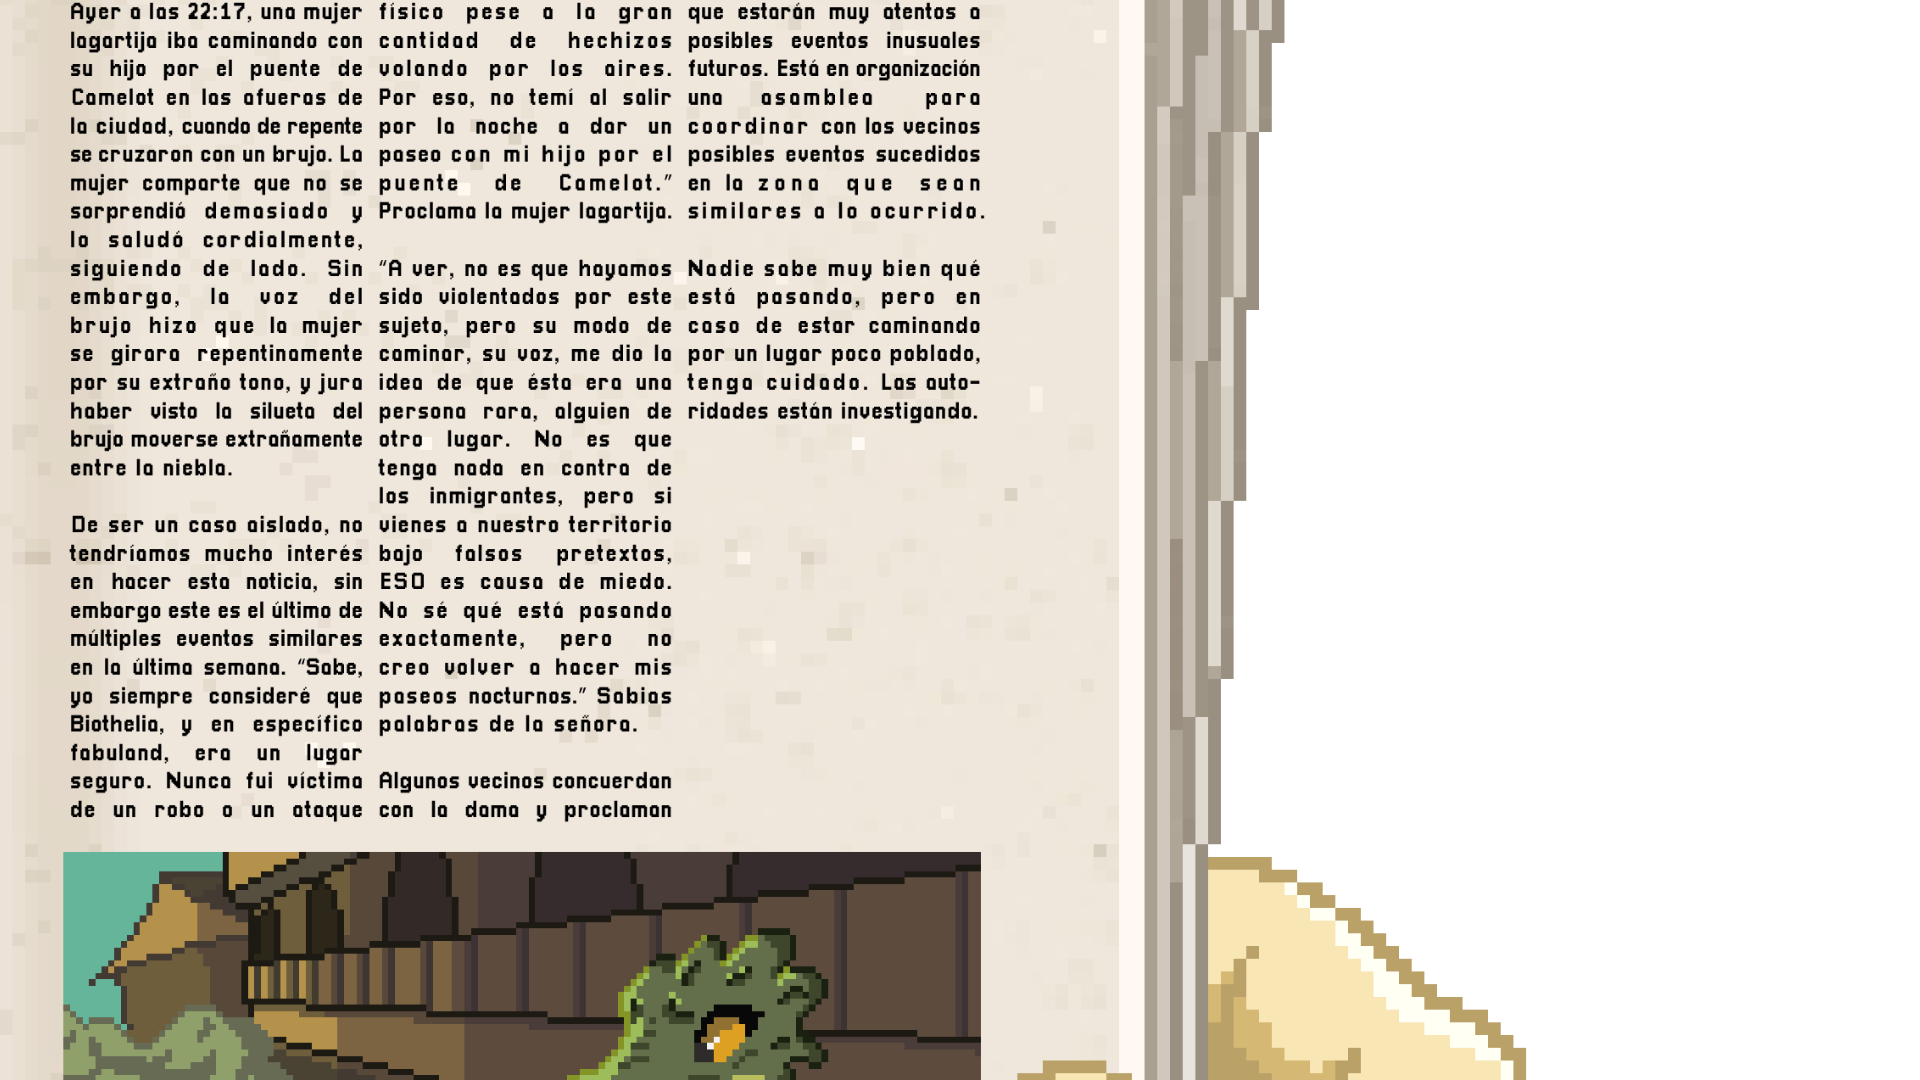 Ayer a las 22:17, una mujer
lagartija iba caminando con
su hijo por el puente de
Camelot en las afueras de
la ciudad, cuando de repente
se cruzaron con un brujo. La
mujer comparte que no se
sorprendió demasiado y
lo saludó cordialmente,
siguiendo de lado. Sin
embargo, la voz del
brujo hizo que la mujer
se girara repentinamente
por su extraño tono, y jura
haber visto la silueta del
brujo moverse extrañamente
entre la niebla.
De ser un caso aislado, no
tendríamos mucho interés
en hacer esta noticia, sin
embargo este es el último de
múltiples eventos similares
en la última semana. "Sabe,
yo siempre consideré que
Biothelia, y en específico
fabuland, era un lugar
seguro. Nunca fui víctima
de un robo o un ataque
físico pese a la gran
cantidad de hechizos
volando por los aires.
Por eso, no temí al salir
por la noche a dar un
paseo con mi hijo por el
puente de Camelot."
Proclama la mujer lagartija.
"A ver, no es que hayamos
sido violentados por este
sujeto, pero su modo de
caminar, su voz, me dio la
idea de que ésta era una
persona rara, alguien de
otro lugar. No es que
tenga nada en contra de
los inmigrantes, pero si
vienes a nuestro territorio
bajo falsos pretextos,
ESO es causa de miedo.
No sé qué está pasando
exactamente, pero no
creo volver a hacer mis
paseos nocturnos." Sabias
palabras de la señora.
Algunos vecinos concuerdan
con la dama y proclaman
que estarán muy atentos a
posibles eventos inusuales
futuros. Está en organización
una asamblea para
coordinar con los vecinos
posibles eventos sucedidos
en la zona que sean
similares a lo ocurrido.
Nadie sabe muy bien qué
está pasando, pero en
caso de estar caminando
por un lugar poco poblado,
tenga cuidado. Las auto-
ridades están investigando.